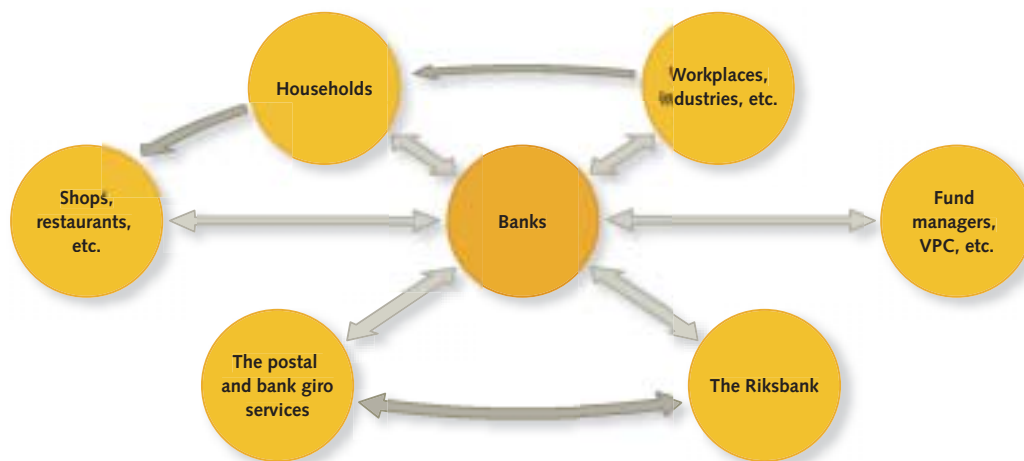 Households
Workplaces,
industries, etc.
Shops,
restaurants,
etc.
Banks
Fund
managers,
VPC, etc.
The postal
and bank giro
services
The Riksbank